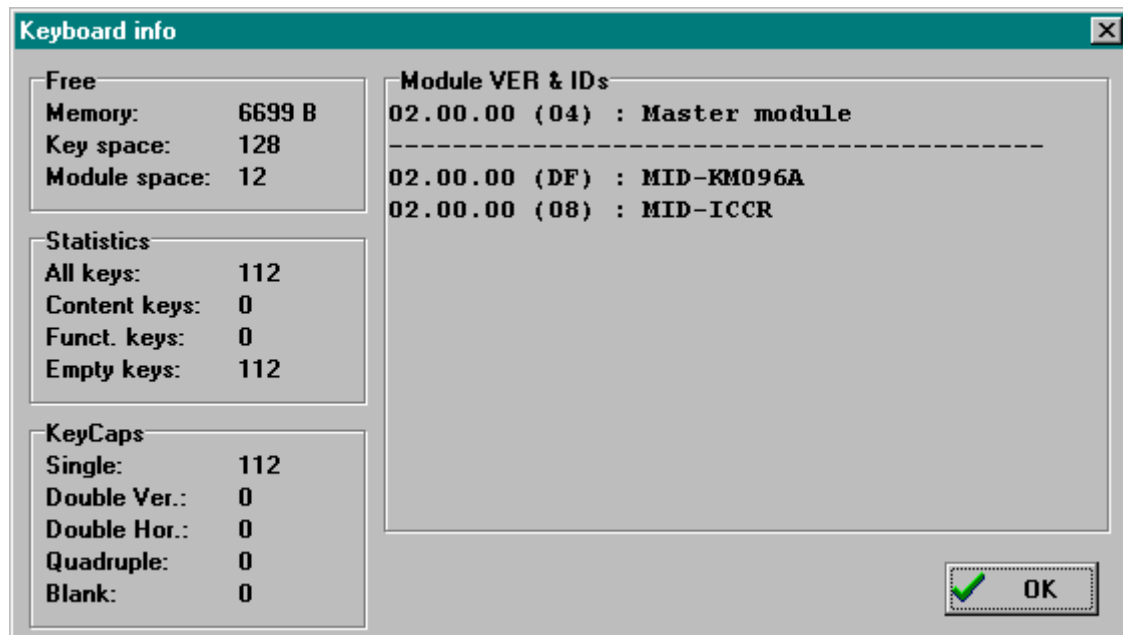 Keyboard info
Free
Memory: 6699 B
Key space: 128
Module space: 12
Statistics
All keys: 112
Content keys: 0
Funct. keys: 0
Empty keys: 112
KeyCaps
Single: 112
Double Ver.: 0
Double Hor.: 0
Quadruple: 0
Blank: 0
Module VER & IDs
02.00.00 (04) : Master module
-----------------------------------------
02.00.00 (DF) : MID-KM096A
02.00.00 (08) : MID-ICCR
OK